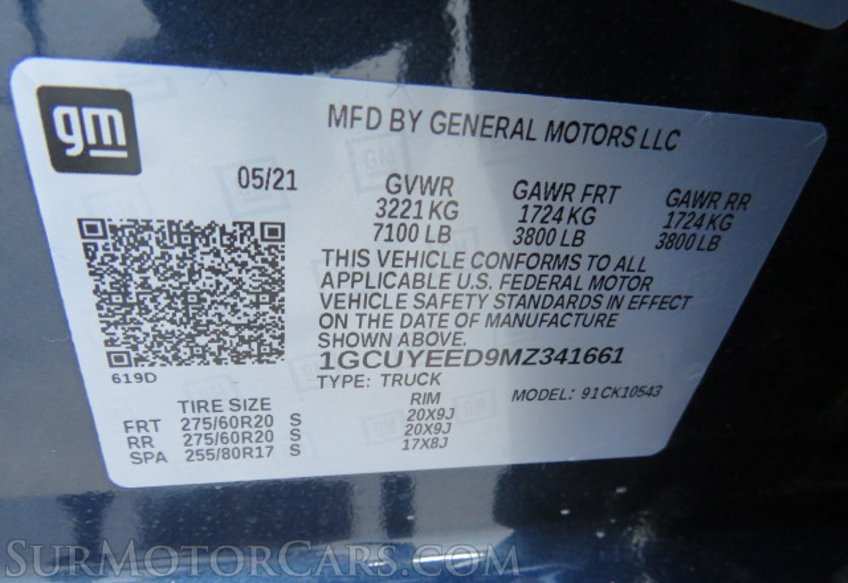 gm
MFD BY GENERAL MOTORS LLC
05/21
GVWR GAWR FRT GAWR RR
3221 KG 1724 KG 1724 KG
7100 LB 3800 LB 3800 LB
THIS VEHICLE CONFORMS TO ALL
APPLICABLE U.S. FEDERAL MOTOR
VEHICLE SAFETY STANDARDS IN EFFECT
ON THE DATE OF MANUFACTURE
SHOWN ABOVE.
1GCUYEED9MZ341661
619D
TYPE: TRUCK
MODEL: 91CK10543
TIRE SIZE RIM
FRT 275/60R20 S 20X9J
RR 275/60R20 S 20X9J
SPA 255/80R17 S 17X8J
SURMOTORCARS.COM